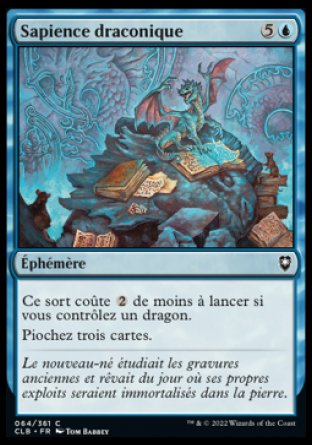 Sapience draconique 5
Éphémère
Ce sort coûte 2 de moins à lancer si
vous contrôlez un dragon.
Piochez trois cartes.
Le nouveau-né étudiait les gravures
anciennes et rêvait du jour où ses propres
exploits seraient immortalisés dans la pierre.
064/361 C
CLB • FR Tom Babbey
™ & © 2022 Wizards of the Coast